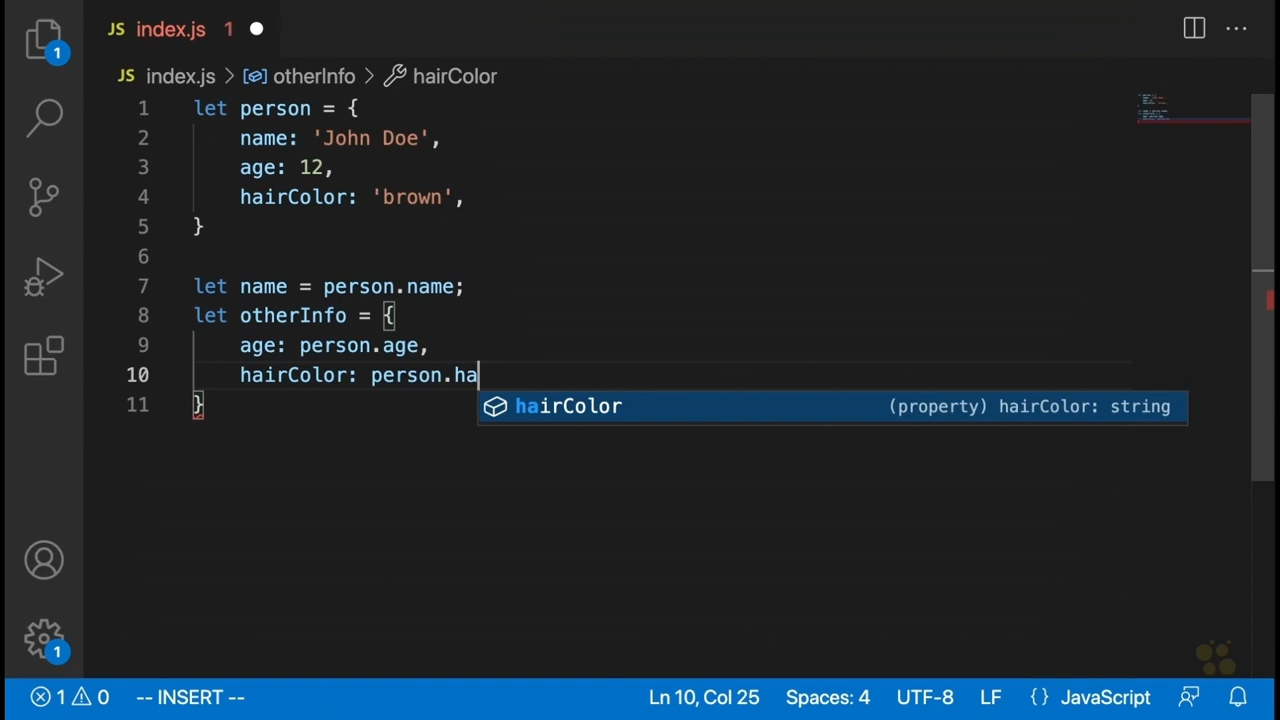 JS index.js 1
JS index.js > otherInfo > hairColor
1 let person = {
2     name: 'John Doe',
3     age: 12,
4     hairColor: 'brown',
5 }
6
7 let name = person.name;
8 let otherInfo = {
9     age: person.age,
10     hairColor: person.ha
hairColor (property) hairColor: string
11 }
1
1
1 0 -- INSERT -- Ln 10, Col 25 Spaces: 4 UTF-8 LF {} JavaScript